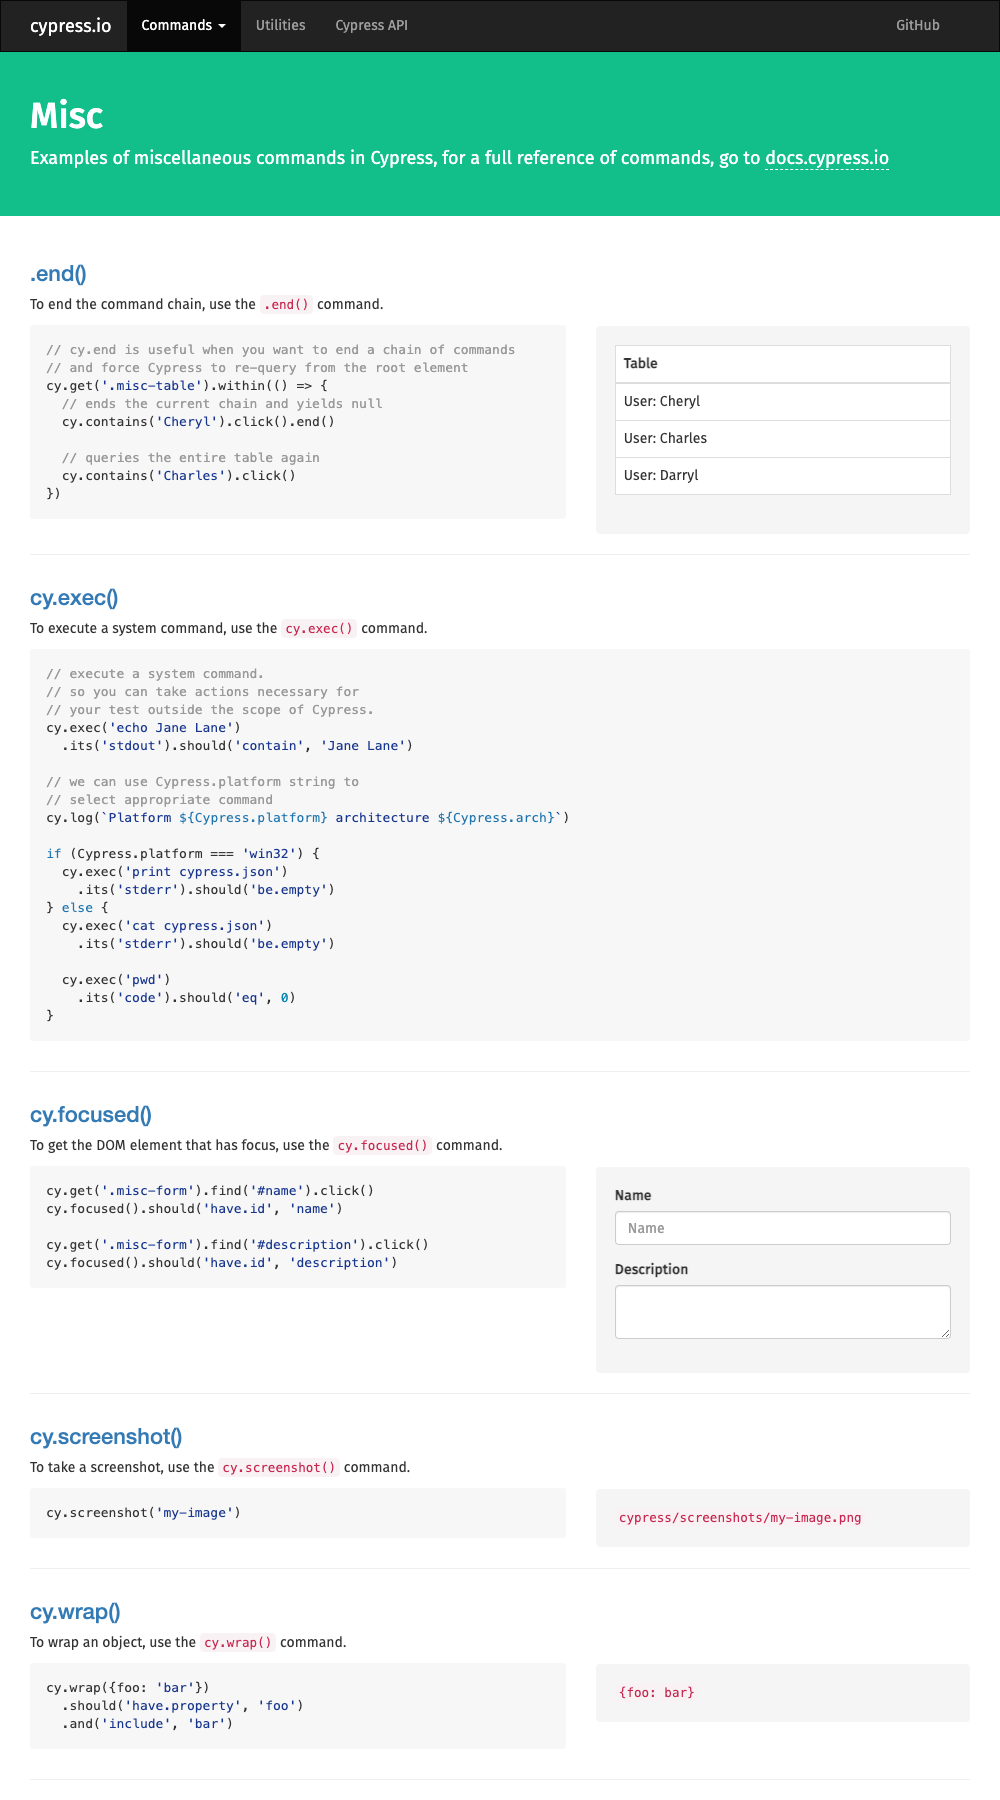 cypress.io Commands Utilities Cypress API GitHub
Misc
Examples of miscellaneous commands in Cypress, for a full reference of commands, go to docs.cypress.io
.end()
To end the command chain, use the .end() command.
// cy.end is useful when you want to end a chain of commands
// and force Cypress to re-query from the root element
cy.get('.misc-table').within(() => {
  // ends the current chain and yields null
  cy.contains('Cheryl').click().end()
  // queries the entire table again
  cy.contains('Charles').click()
})
Table
User: Cheryl
User: Charles
User: Darryl
cy.exec()
To execute a system command, use the cy.exec() command.
// execute a system command.
// so you can take actions necessary for
// your test outside the scope of Cypress.
cy.exec('echo Jane Lane')
  .its('stdout').should('contain', 'Jane Lane')
// we can use Cypress.platform string to
// select appropriate command
cy.log(`Platform ${Cypress.platform} architecture ${Cypress.arch}`)
if (Cypress.platform === 'win32') {
  cy.exec('print cypress.json')
    .its('stderr').should('be.empty')
} else {
  cy.exec('cat cypress.json')
    .its('stderr').should('be.empty')
  cy.exec('pwd')
    .its('code').should('eq', 0)
}
cy.focused()
To get the DOM element that has focus, use the cy.focused() command.
cy.get('.misc-form').find('#name').click()
cy.focused().should('have.id', 'name')
cy.get('.misc-form').find('#description').click()
cy.focused().should('have.id', 'description')
Name
Name
Description
cy.screenshot()
To take a screenshot, use the cy.screenshot() command.
cy.screenshot('my-image')
cypress/screenshots/my-image.png
cy.wrap()
To wrap an object, use the cy.wrap() command.
cy.wrap({foo: 'bar'})
  .should('have.property', 'foo')
  .and('include', 'bar')
{foo: bar}